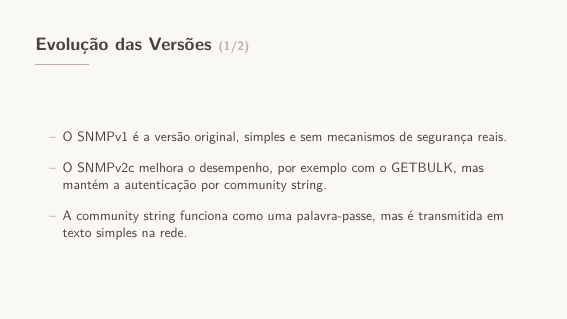 Evolução das Versões (1/2)
– O SNMPv1 é a versão original, simples e sem mecanismos de segurança reais.
– O SNMPv2c melhora o desempenho, por exemplo com o GETBULK, mas
mantém a autenticação por community string.
– A community string funciona como uma palavra-passe, mas é transmitida em
texto simples na rede.